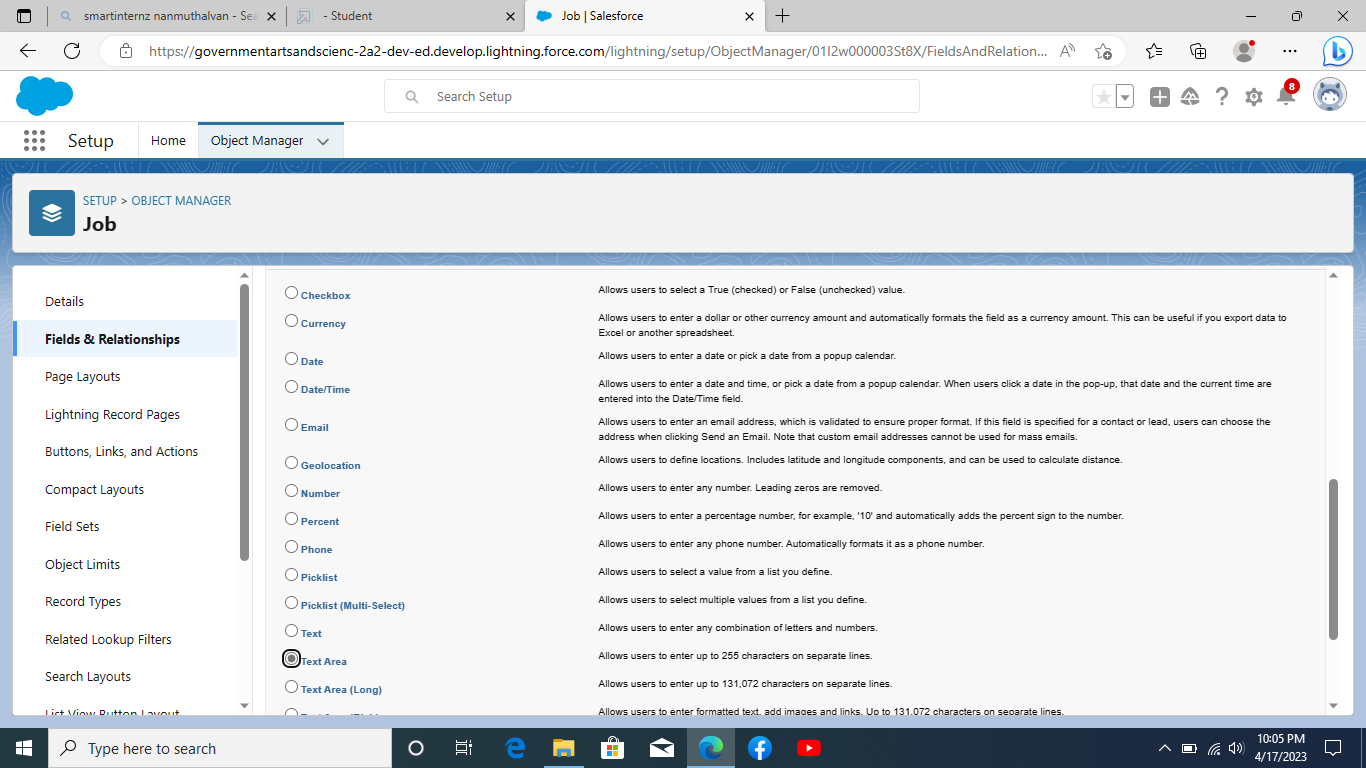 smartinternz nanmuthalvan - Sea
- Student
Job | Salesforce
https://governmentartsandscienc-2a2-dev-ed.develop.lightning.force.com/lightning/setup/ObjectManager/01I2w000003St8X/FieldsAndRelation...
Search Setup
8
Setup
Home
Object Manager
SETUP > OBJECT MANAGER
Job
Details
Fields & Relationships
Page Layouts
Lightning Record Pages
Buttons, Links, and Actions
Compact Layouts
Field Sets
Object Limits
Record Types
Related Lookup Filters
Search Layouts
List View Button Layout
Checkbox
Allows users to select a True (checked) or False (unchecked) value.
Currency
Allows users to enter a dollar or other currency amount and automatically formats the field as a currency amount. This can be useful if you export data to
Excel or another spreadsheet.
Date
Allows users to enter a date or pick a date from a popup calendar.
Date/Time
Allows users to enter a date and time, or pick a date from a popup calendar. When users click a date in the pop-up, that date and the current time are
entered into the Date/Time field.
Email
Allows users to enter an email address, which is validated to ensure proper format. If this field is specified for a contact or lead, users can choose the
address when clicking Send an Email. Note that custom email addresses cannot be used for mass emails.
Geolocation
Allows users to define locations. Includes latitude and longitude components, and can be used to calculate distance.
Number
Allows users to enter any number. Leading zeros are removed.
Percent
Allows users to enter a percentage number, for example, '10' and automatically adds the percent sign to the number.
Phone
Allows users to enter any phone number. Automatically formats it as a phone number.
Picklist
Allows users to select a value from a list you define.
Picklist (Multi-Select)
Allows users to select multiple values from a list you define.
Text
Allows users to enter any combination of letters and numbers.
Text Area
Allows users to enter up to 255 characters on separate lines.
Text Area (Long)
Allows users to enter up to 131,072 characters on separate lines.
Allows users to enter formatted text, add images and links. Up to 131,072 characters on separate lines.
Type here to search
10:05 PM
4/17/2023